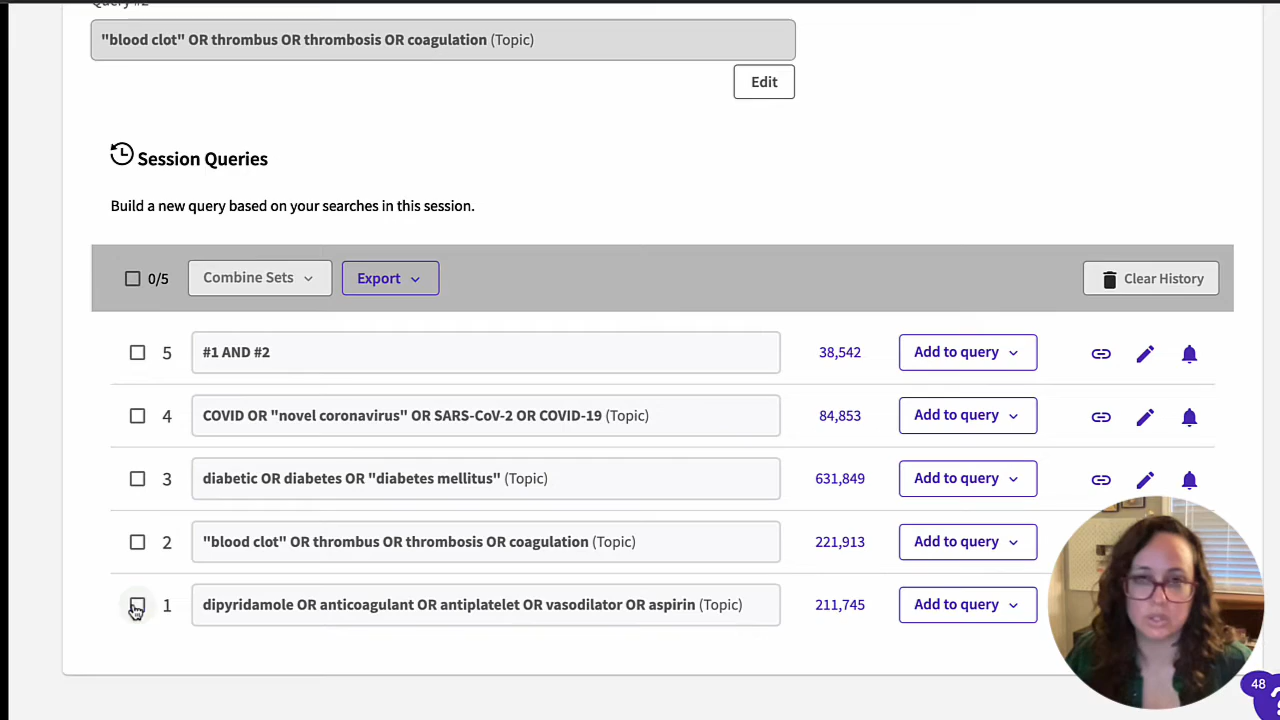 Query #2
"blood clot" OR thrombus OR thrombosis OR coagulation (Topic)
Edit
Session Queries
Build a new query based on your searches in this session.
0/5 Combine Sets Export Clear History
5 #1 AND #2 38,542 Add to query
4 COVID OR "novel coronavirus" OR SARS-CoV-2 OR COVID-19 (Topic) 84,853 Add to query
3 diabetic OR diabetes OR "diabetes mellitus" (Topic) 631,849 Add to query
2 "blood clot" OR thrombus OR thrombosis OR coagulation (Topic) 221,913 Add to query
1 dipyridamole OR anticoagulant OR antiplatelet OR vasodilator OR aspirin (Topic) 211,745 Add to query
48
?